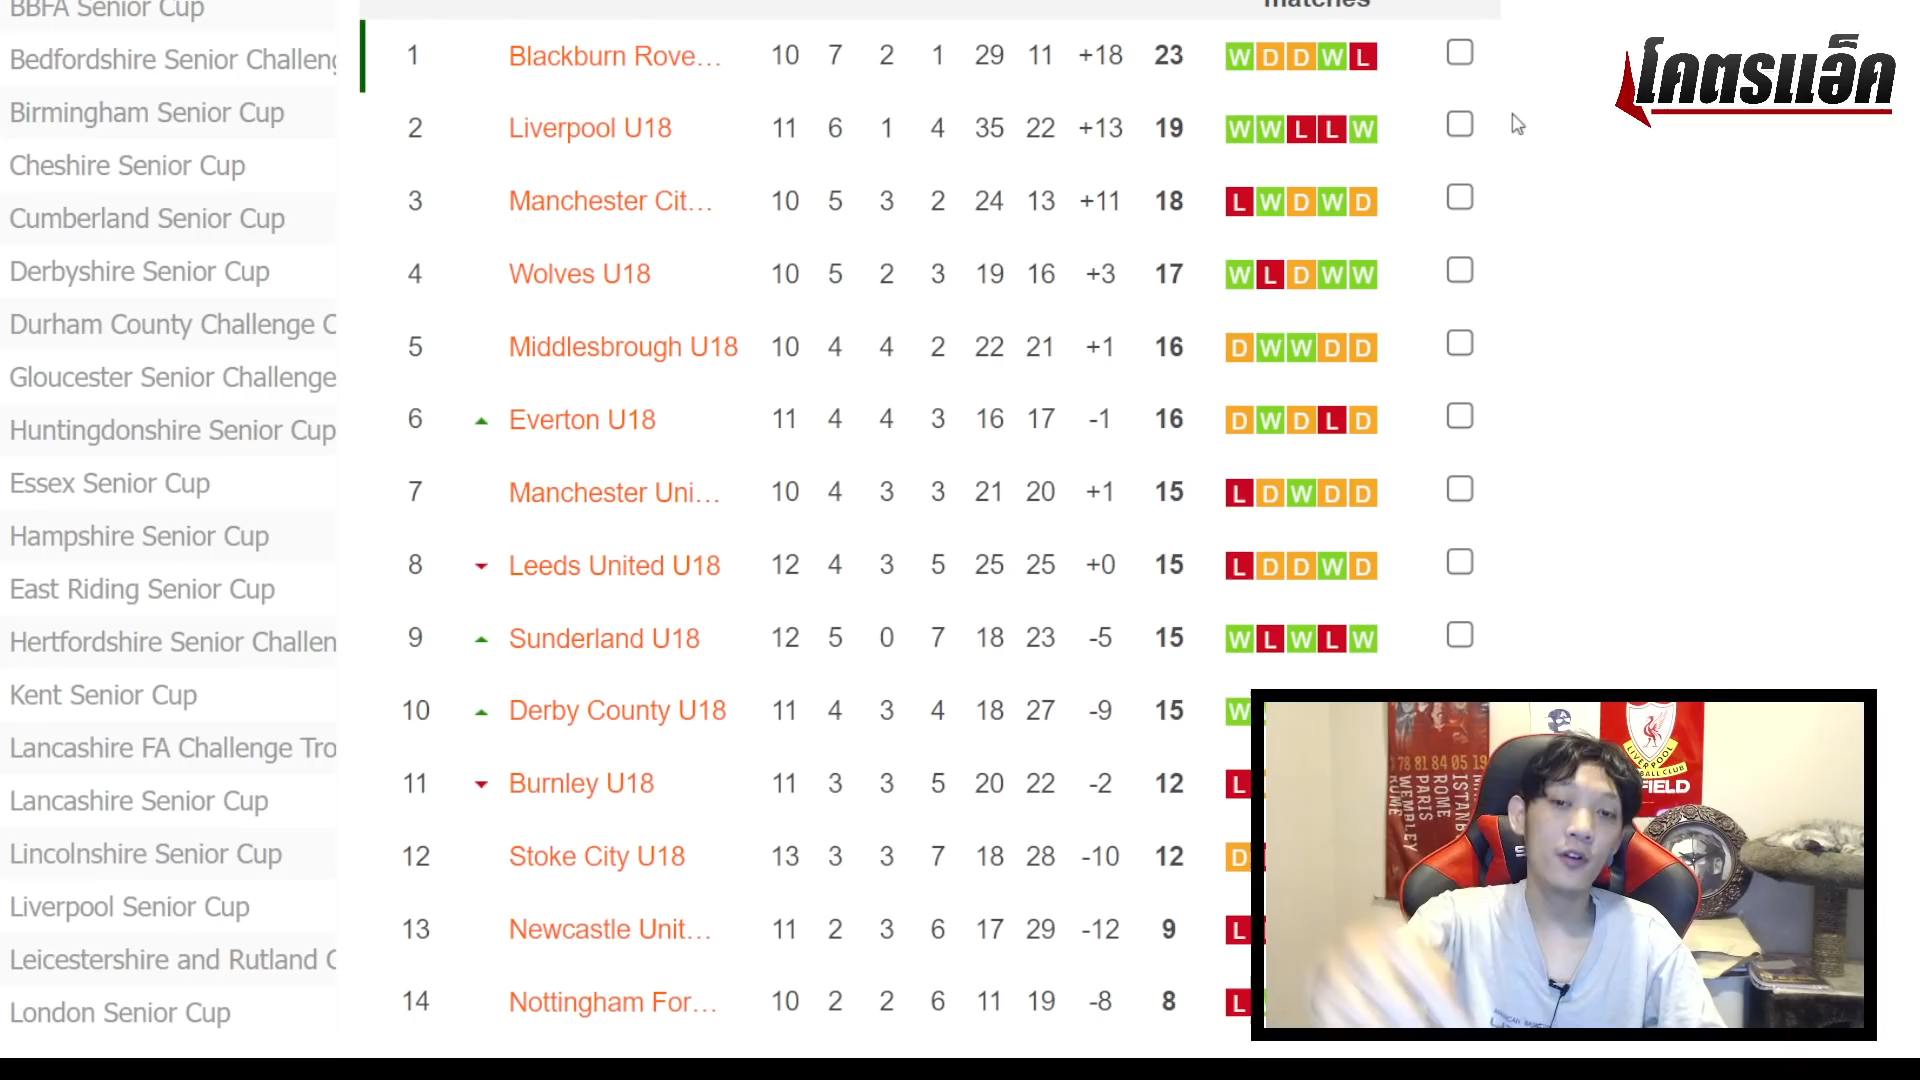 matches
โคตรแอ็ค
BBFA Senior Cup
Bedfordshire Senior Challeng
Birmingham Senior Cup
Cheshire Senior Cup
Cumberland Senior Cup
Derbyshire Senior Cup
Durham County Challenge C
Gloucester Senior Challenge
Huntingdonshire Senior Cup
Essex Senior Cup
Hampshire Senior Cup
East Riding Senior Cup
Hertfordshire Senior Challen
Kent Senior Cup
Lancashire FA Challenge Tro
Lancashire Senior Cup
Lincolnshire Senior Cup
Liverpool Senior Cup
Leicestershire and Rutland C
London Senior Cup
1 Blackburn Rove... 10 7 2 1 29 11 +18 23 W D D W L
2 Liverpool U18 11 6 1 4 35 22 +13 19 W W L L W
3 Manchester Cit... 10 5 3 2 24 13 +11 18 L W D W D
4 Wolves U18 10 5 2 3 19 16 +3 17 W L D W W
5 Middlesbrough U18 10 4 4 2 22 21 +1 16 D W W D D
6 Everton U18 11 4 4 3 16 17 -1 16 D W D L D
7 Manchester Uni... 10 4 3 3 21 20 +1 15 L D W D D
8 Leeds United U18 12 4 3 5 25 25 +0 15 L D D W D
9 Sunderland U18 12 5 0 7 18 23 -5 15 W L W L W
10 Derby County U18 11 4 3 4 18 27 -9 15 W
11 Burnley U18 11 3 3 5 20 22 -2 12 L
12 Stoke City U18 13 3 3 7 18 28 -10 12 D
13 Newcastle Unit... 11 2 3 6 17 29 -12 9 L
14 Nottingham For... 10 2 2 6 11 19 -8 8 L
78 81 84 05 19
ROME
WEMBLEY
PARIS
ROME
ISTANB
LIVERPOOL
BALL CLUB
FIELD